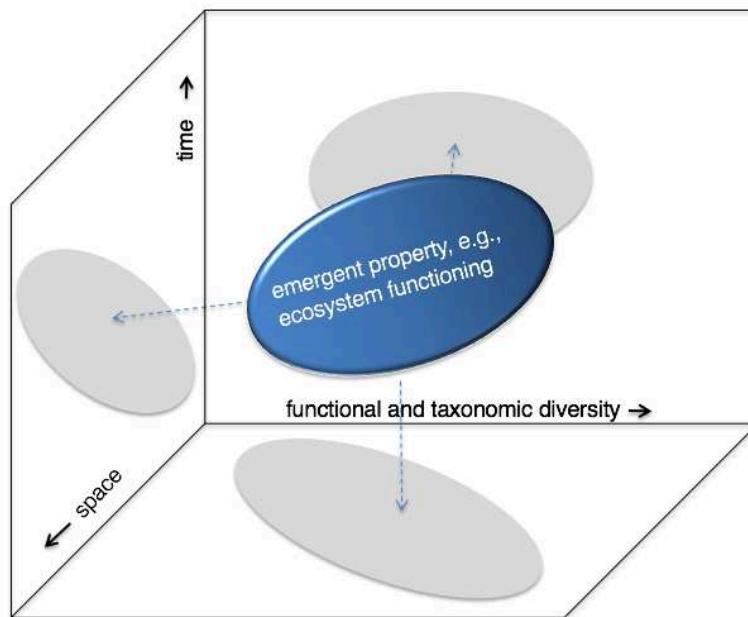 time
emergent property, e.g.,
ecosystem functioning
functional and taxonomic diversity
space